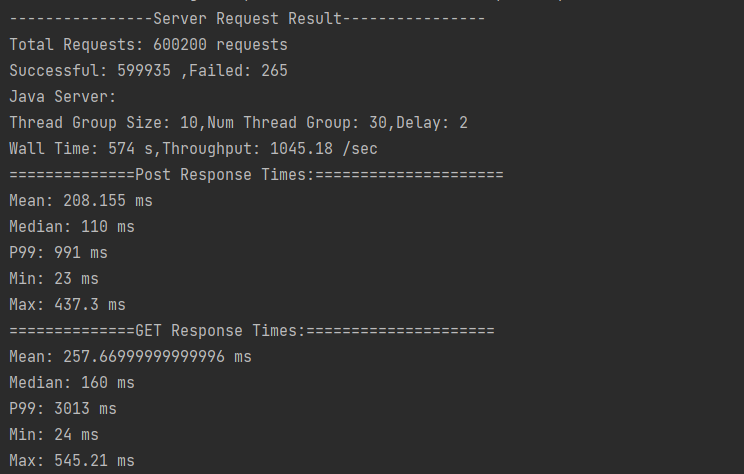 ----------------Server Request Result----------------
Total Requests: 600200 requests
Successful: 599935 ,Failed: 265
Java Server:
Thread Group Size: 10,Num Thread Group: 30,Delay: 2
Wall Time: 574 s,Throughput: 1045.18 /sec
==============Post Response Times:=====================
Mean: 208.155 ms
Median: 110 ms
P99: 991 ms
Min: 23 ms
Max: 437.3 ms
==============GET Response Times:=====================
Mean: 257.66999999999996 ms
Median: 160 ms
P99: 3013 ms
Min: 24 ms
Max: 545.21 ms